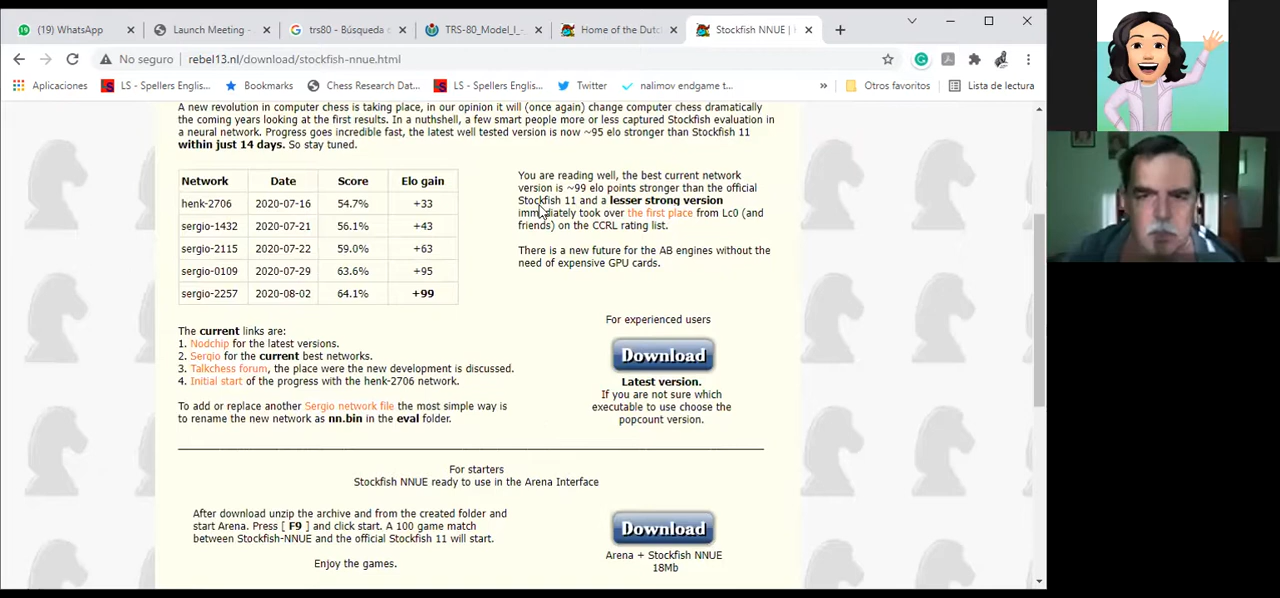 (19) WhatsApp
Launch Meeting -
trs80 - Búsqueda
TRS-80_Model_I_-
Home of the Dutc
Stockfish NNUE |
No seguro
rebel13.nl/download/stockfish-nnue.html
Aplicaciones
LS - Spellers Englis...
Bookmarks
Chess Research Dat...
LS - Spellers Englis...
Twitter
nalimov endgame t...
»
Otros favoritos
Lista de lectura
A new revolution in computer chess is taking place, in our opinion it will (once again) change computer chess dramatically
the coming years looking at the first results. In a nutshell, a few smart people more or less captured Stockfish evaluation in
a neural network. Progress goes incredible fast, the latest well tested version is now ~95 elo stronger than Stockfish 11
within just 14 days. So stay tuned.
Network Date Score Elo gain
henk-2706 2020-07-16 54.7% +33
sergio-1432 2020-07-21 56.1% +43
sergio-2115 2020-07-22 59.0% +63
sergio-0109 2020-07-29 63.6% +95
sergio-2257 2020-08-02 64.1% +99
You are reading well, the best current network
version is ~99 elo points stronger than the official
Stockfish 11 and a lesser strong version
immediately took over the first place from Lc0 (and
friends) on the CCRL rating list.
There is a new future for the AB engines without the
need of expensive GPU cards.
The current links are:
1. Nodchip for the latest versions.
2. Sergio for the current best networks.
3. Talkchess forum, the place were the new development is discussed.
4. Initial start of the progress with the henk-2706 network.
To add or replace another Sergio network file the most simple way is
to rename the new network as nn.bin in the eval folder.
For experienced users
Download
Latest version.
If you are not sure which
executable to use choose the
popcount version.
For starters
Stockfish NNUE ready to use in the Arena Interface
After download unzip the archive and from the created folder and
start Arena. Press [ F9 ] and click start. A 100 game match
between Stockfish-NNUE and the official Stockfish 11 will start.
Enjoy the games.
Download
Arena + Stockfish NNUE
18Mb